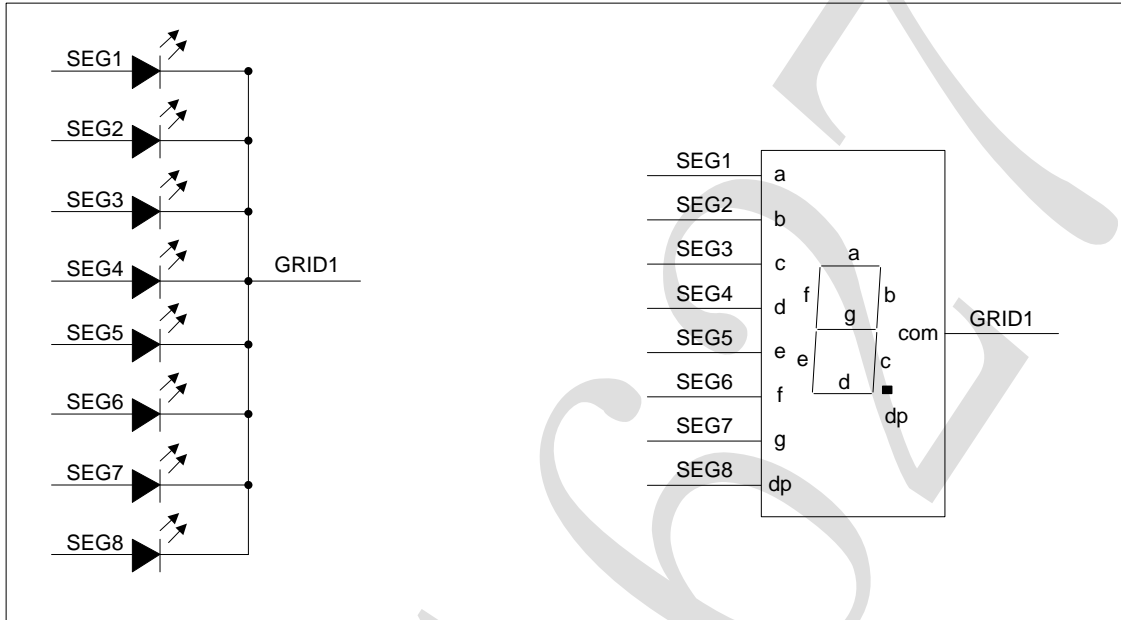 SEG1
SEG2
SEG3
SEG4
GRID1
SEG5
SEG6
SEG7
SEG8
SEG1 a
SEG2 b
SEG3 c
SEG4 d
SEG5 e
SEG6 f
SEG7 g
SEG8 dp
a
f b
g
e c
d
dp
com GRID1
627